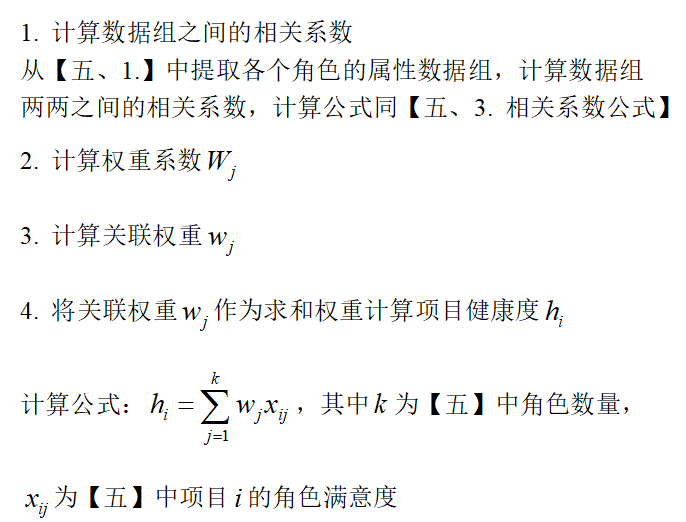 1. 计算数据组之间的相关系数
从【五、1.】中提取各个角色的属性数据组，计算数据组
两两之间的相关系数，计算公式同【五、3. 相关系数公式】
2. 计算权重系数 W_j
3. 计算关联权重 w_j
4. 将关联权重 w_j 作为求和权重计算项目健康度 h_i
计算公式：h_i = \sum_{j=1}^{k} w_j x_{ij}，其中 k 为【五】中角色数量，
x_{ij} 为【五】中项目 i 的角色满意度